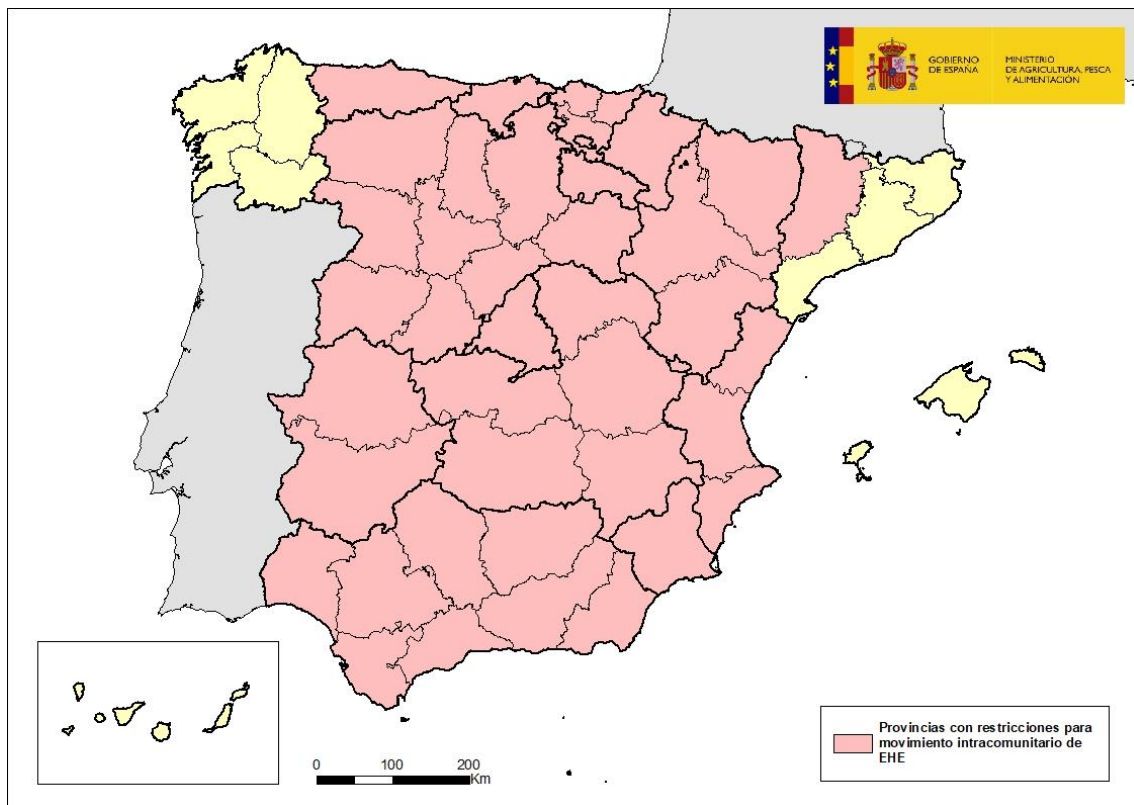 GOBIERNO
DE ESPAÑA
MINISTERIO
DE AGRICULTURA, PESCA
Y ALIMENTACIÓN
0
100
200
Km
Provincias con restricciones para
movimiento intracomunitario de
EHE